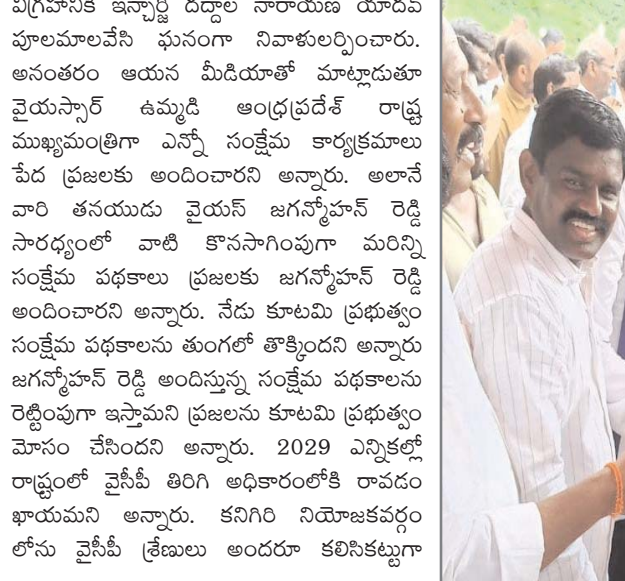 విగ్రహానికి ఇన్చార్జి దద్దాల నారాయణ యాదవ్
పూలమాలవేసి ఘనంగా నివాళులర్పించారు.
అనంతరం ఆయన మీడియాతో మాట్లాడుతూ
వైయస్సార్ ఉమ్మడి ఆంధ్రప్రదేశ్ రాష్ట్ర
ముఖ్యమంత్రిగా ఎన్నో సంక్షేమ కార్యక్రమాలు
పేద ప్రజలకు అందించారని అన్నారు. అలానే
వారి తనయుడు వైయస్ జగన్మోహన్ రెడ్డి
సారధ్యంలో వాటి కొనసాగింపుగా మరిన్ని
సంక్షేమ పథకాలు ప్రజలకు జగన్మోహన్ రెడ్డి
అందించారని అన్నారు. నేడు కూటమి ప్రభుత్వం
సంక్షేమ పథకాలను తుంగలో తొక్కిందని అన్నారు
జగన్మోహన్ రెడ్డి అందిస్తున్న సంక్షేమ పథకాలను
రెట్టింపుగా ఇస్తామని ప్రజలను కూటమి ప్రభుత్వం
మోసం చేసిందని అన్నారు. 2029 ఎన్నికల్లో
రాష్ట్రంలో వైసీపీ తిరిగి అధికారంలోకి రావడం
ఖాయమని అన్నారు. కనిగిరి నియోజకవర్గం
లోను వైసీపీ శ్రేణులు అందరూ కలిసికట్టుగా